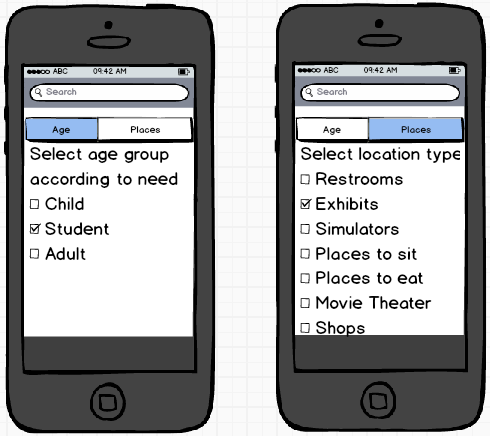 ABC 09:42 AM
Search
Age Places
Select age group
according to need
Child
Student
Adult
ABC 09:42 AM
Search
Age Places
Select location type
Restrooms
Exhibits
Simulators
Places to sit
Places to eat
Movie Theater
Shops